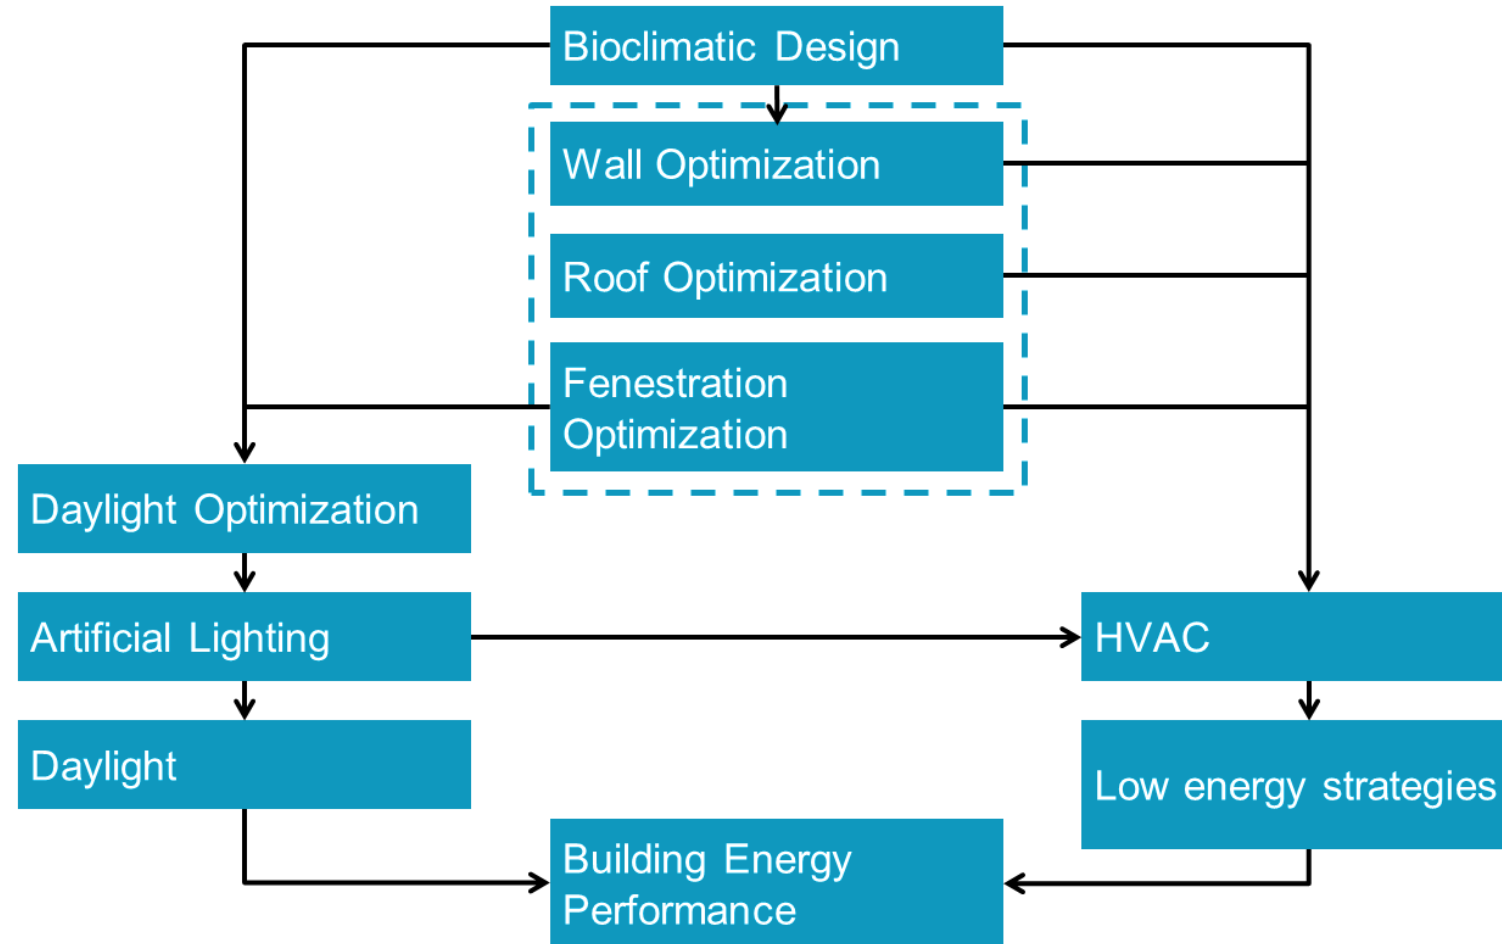 Bioclimatic Design
Wall Optimization
Roof Optimization
Fenestration
Optimization
Daylight Optimization
Artificial Lighting
HVAC
Daylight
Low energy strategies
Building Energy
Performance